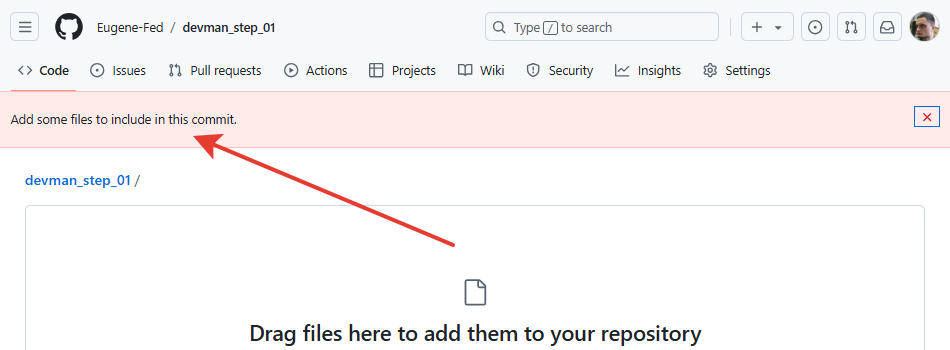 Eugene-Fed / devman_step_01
Type / to search
Code Issues Pull requests Actions Projects Wiki Security Insights Settings
Add some files to include in this commit.
devman_step_01 /
Drag files here to add them to your repository